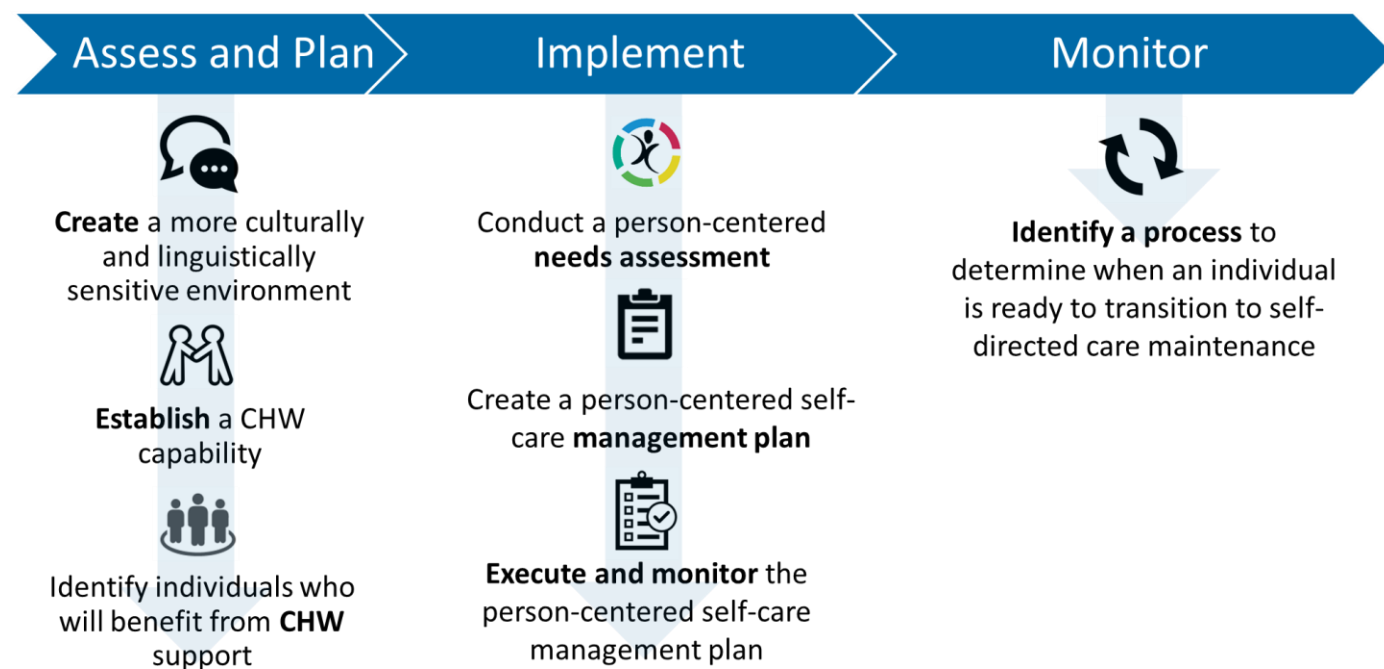 Assess and Plan
Implement
Monitor
Create a more culturally
and linguistically
sensitive environment
Establish a CHW
capability
Identify individuals who
will benefit from CHW
support
Conduct a person-centered
needs assessment
Create a person-centered self-
care management plan
Execute and monitor the
person-centered self-care
management plan
Identify a process to
determine when an individual
is ready to transition to self-
directed care maintenance